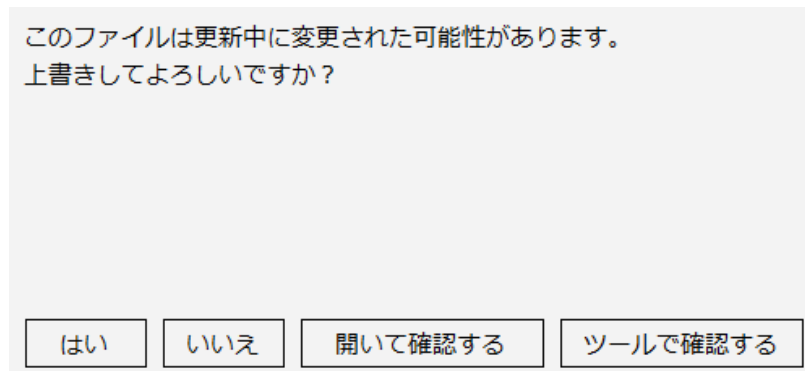 このファイルは更新中に変更された可能性があります。
上書きしてよろしいですか？
はい
いいえ
開いて確認する
ツールで確認する